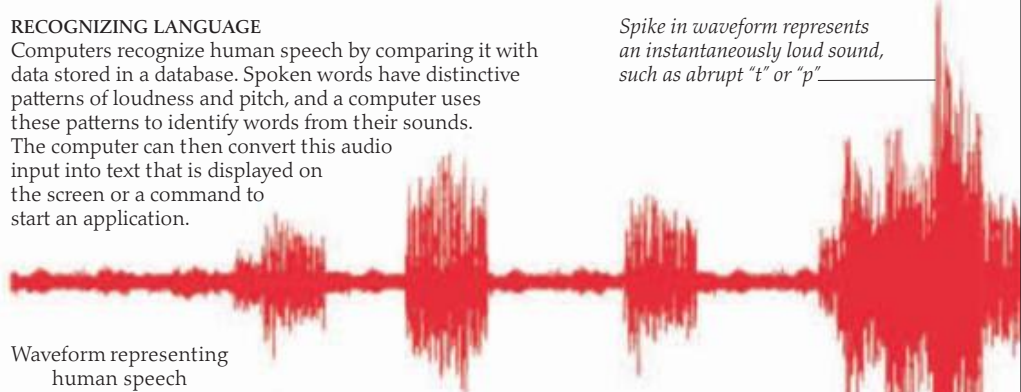 RECOGNIZING LANGUAGE
Computers recognize human speech by comparing it with
data stored in a database. Spoken words have distinctive
patterns of loudness and pitch, and a computer uses
these patterns to identify words from their sounds.
The computer can then convert this audio
input into text that is displayed on
the screen or a command to
start an application.
Spike in waveform represents
an instantaneously loud sound,
such as abrupt “t” or “p”
Waveform representing
human speech